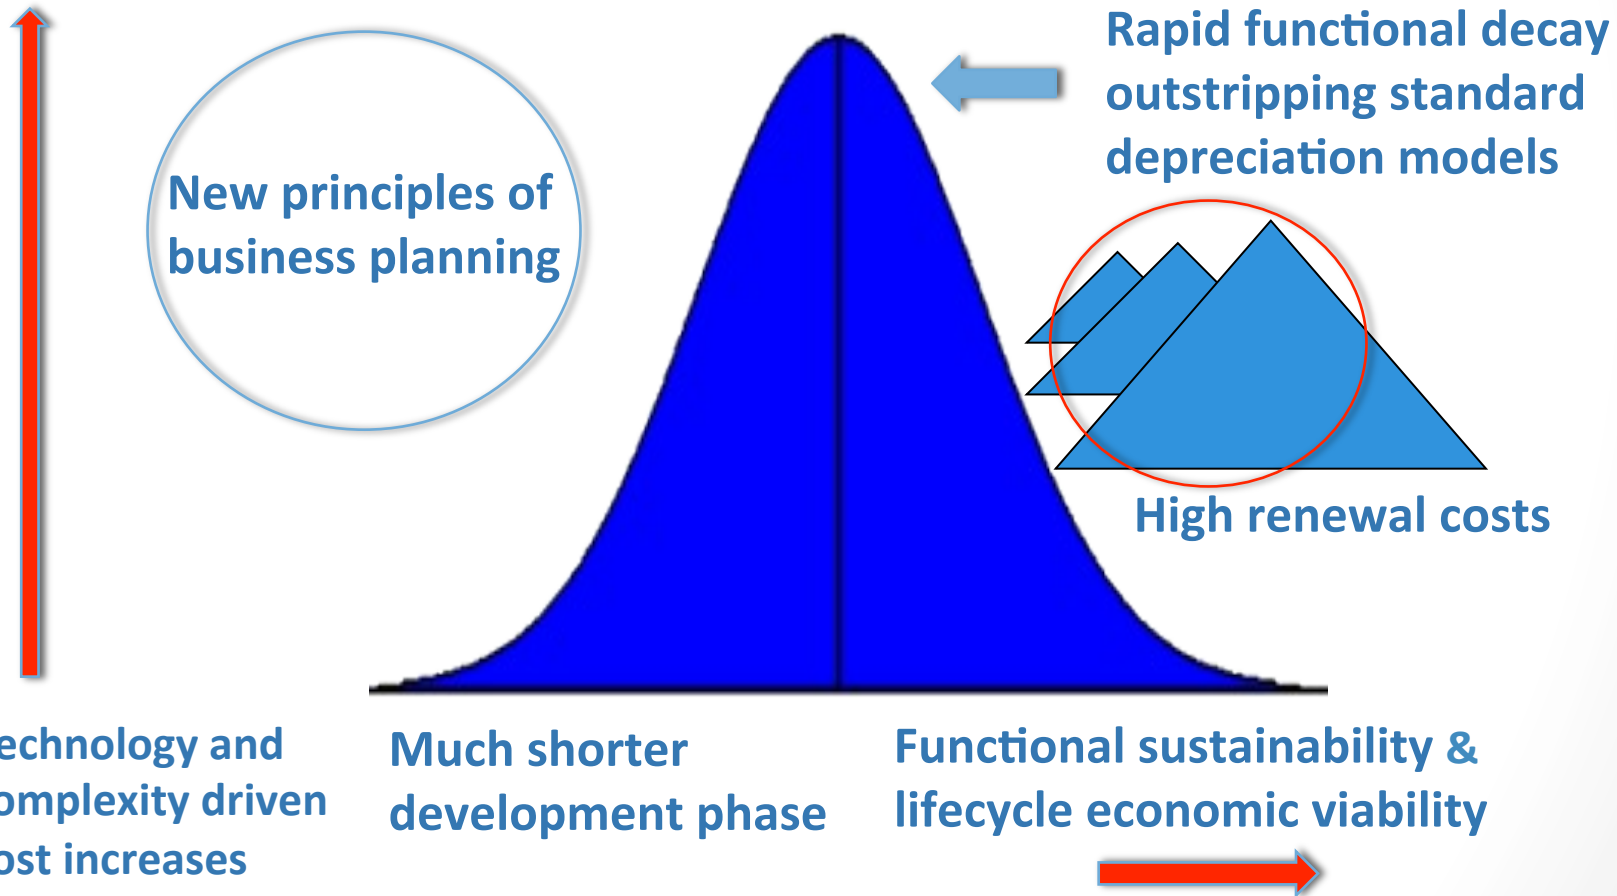 Rapid functional decay
outstripping standard
depreciation models
New principles of
business planning
High renewal costs
echnology and
omplexity driven
ost increases
Much shorter
development phase
Functional sustainability &
lifecycle economic viability